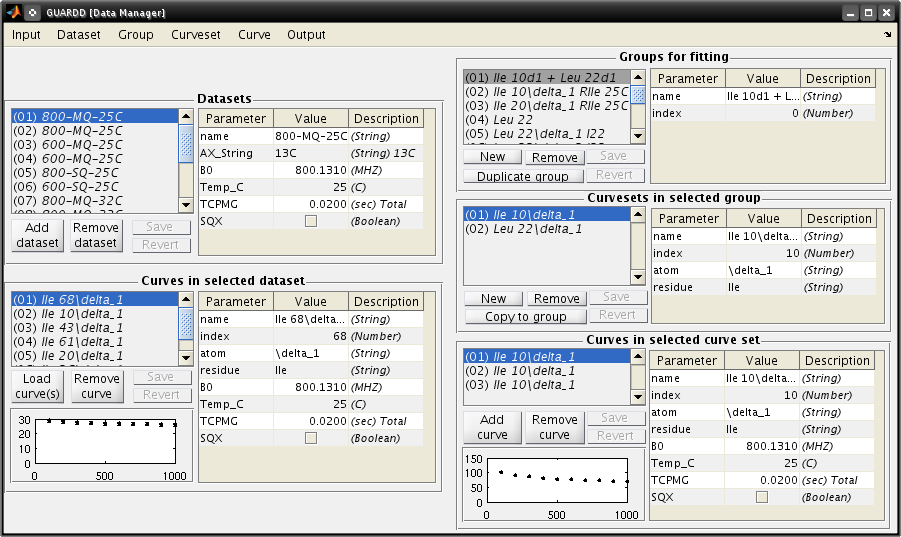 GUARDD [Data Manager]
Input Dataset Group Curveset Curve Output
Datasets
(01) 800-MQ-25C
(02) 800-MQ-25C
(03) 600-MQ-25C
(04) 600-MQ-25C
(05) 800-SQ-25C
(06) 600-SQ-25C
(07) 800-MQ-32C
Add dataset
Remove dataset
Save
Revert
Parameter Value Description
name 800-MQ-25C (String)
AX_String 13C (String) 13C
B0 800.1310 (MHZ)
Temp_C 25 (C)
TCPMG 0.0200 (sec) Total
SQX (Boolean)
Curves in selected dataset
(01) Ile 68\delta_1
(02) Ile 10\delta_1
(03) Ile 43\delta_1
(04) Ile 61\delta_1
(05) Ile 20\delta_1
Load curve(s)
Remove curve
Save
Revert
30
20
10
0
0 500 1000
Parameter Value Description
name Ile 68\delta... (String)
index 68 (Number)
atom \delta_1 (String)
residue Ile (String)
B0 800.1310 (MHZ)
Temp_C 25 (C)
TCPMG 0.0200 (sec) Total
SQX (Boolean)
Groups for fitting
(01) Ile 10d1 + Leu 22d1
(02) Ile 10\delta_1 RIle 25C
(03) Ile 20\delta_1 RIle 25C
(04) Leu 22
(05) Leu 22\delta_1 l22
New Remove Save
Duplicate group Revert
Parameter Value Description
name Ile 10d1 + L... (String)
index 0 (Number)
Curvesets in selected group
(01) Ile 10\delta_1
(02) Leu 22\delta_1
New Remove Save
Copy to group Revert
Parameter Value Description
name Ile 10\delta... (String)
index 10 (Number)
atom \delta_1 (String)
residue Ile (String)
Curves in selected curve set
(01) Ile 10\delta_1
(02) Ile 10\delta_1
(03) Ile 10\delta_1
Add curve
Remove curve
Save
Revert
150
100
50
0
0 500 1000
Parameter Value Description
name Ile 10\delta... (String)
index 10 (Number)
atom \delta_1 (String)
residue Ile (String)
B0 800.1310 (MHZ)
Temp_C 25 (C)
TCPMG 0.0200 (sec) Total
SQX (Boolean)